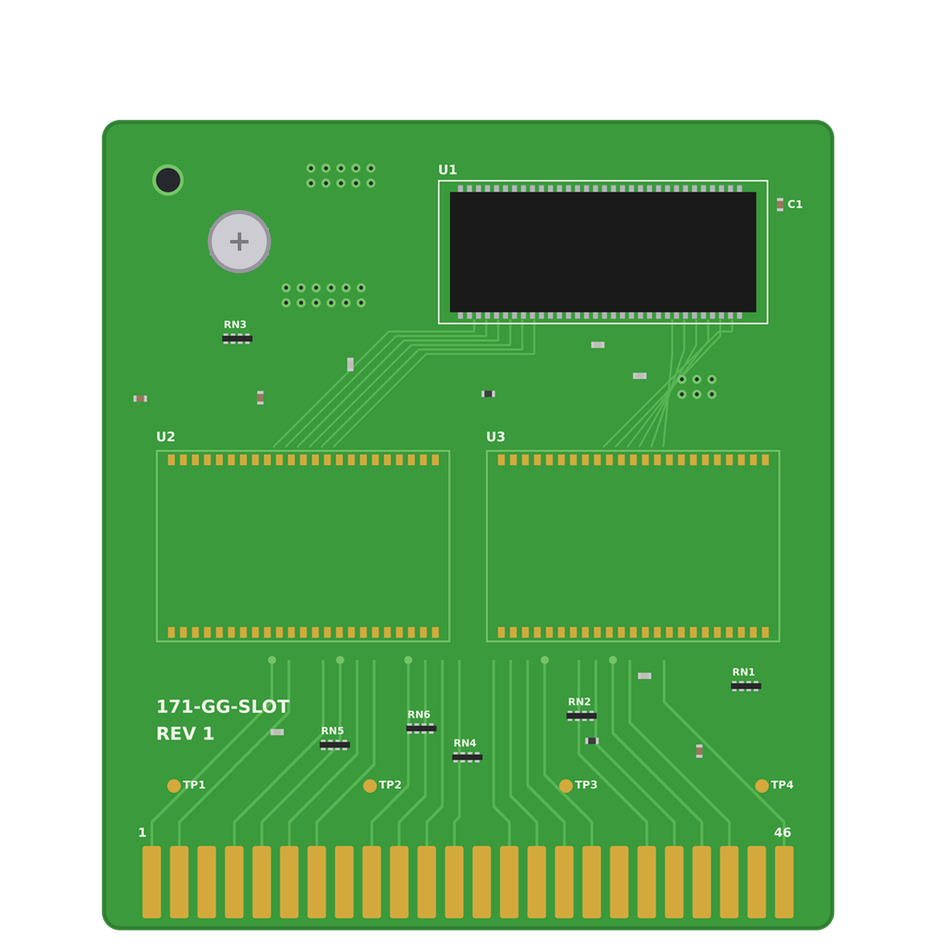 U1
C1
RN3
U2
U3
RN1
171-GG-SLOT
REV 1
RN2
RN6
RN5
RN4
TP1
TP2
TP3
TP4
1
46